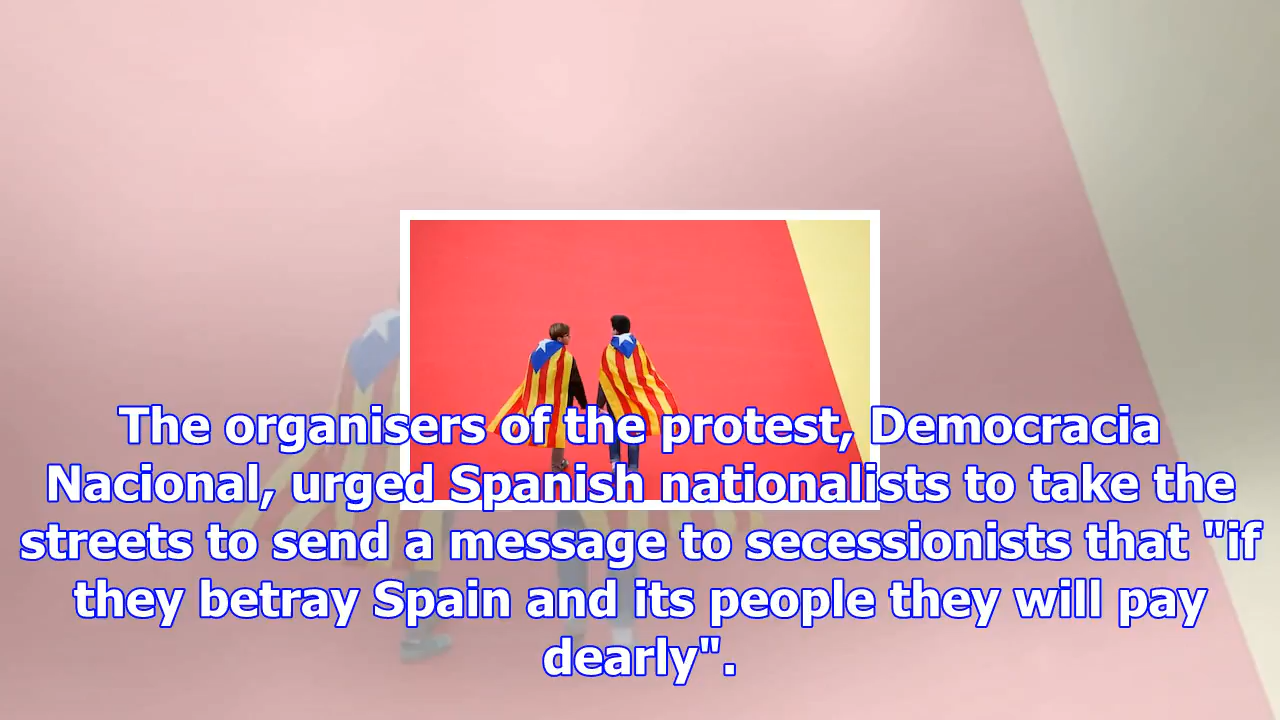 The organisers of the protest, Democracia
Nacional, urged Spanish nationalists to take the
streets to send a message to secessionists that "if
they betray Spain and its people they will pay
dearly".